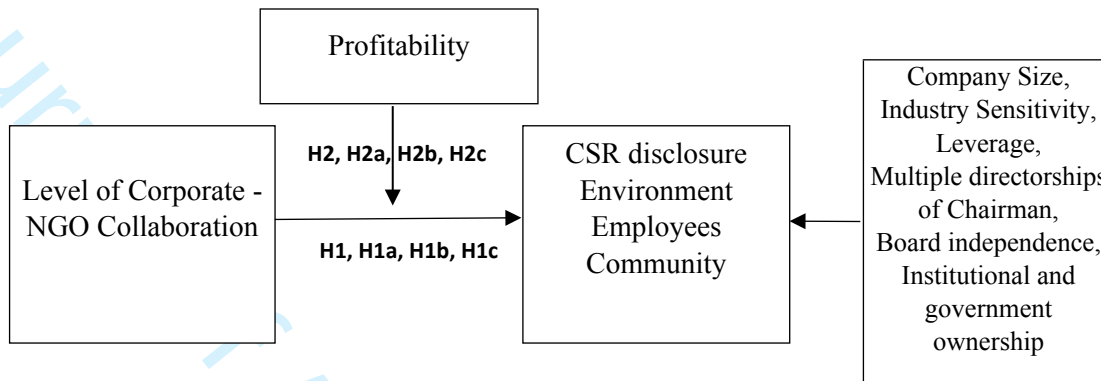 Profitability
H2, H2a, H2b, H2c
Level of Corporate -
NGO Collaboration
H1, H1a, H1b, H1c
CSR disclosure
Environment
Employees
Community
Company Size,
Industry Sensitivity,
Leverage,
Multiple directorships
of Chairman,
Board independence,
Institutional and
government
ownership